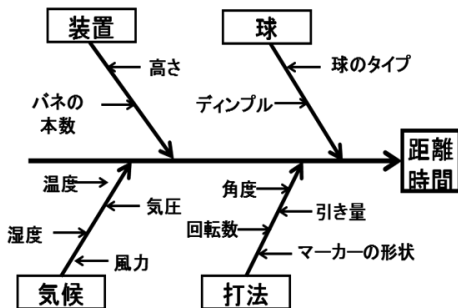 装置
球
高さ
球のタイプ
バネの
本数
ディンプル
距離
時間
温度
角度
気圧
引き量
湿度
回転数
風力
マーカーの形状
気候
打法